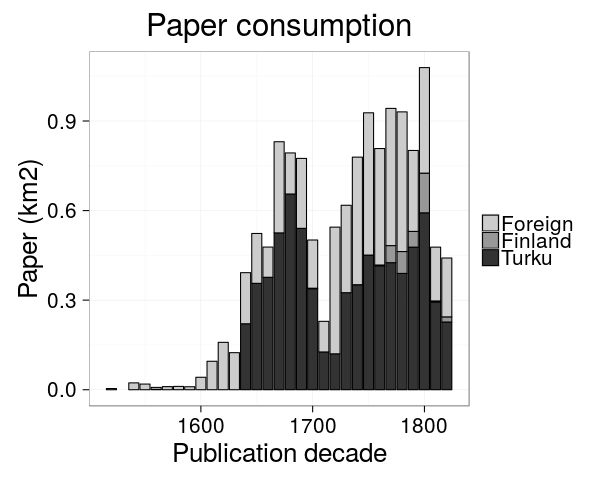 Paper consumption
Paper (km2)
0.9
0.6
0.3
0.0
1600 1700 1800
Publication decade
Foreign
Finland
Turku